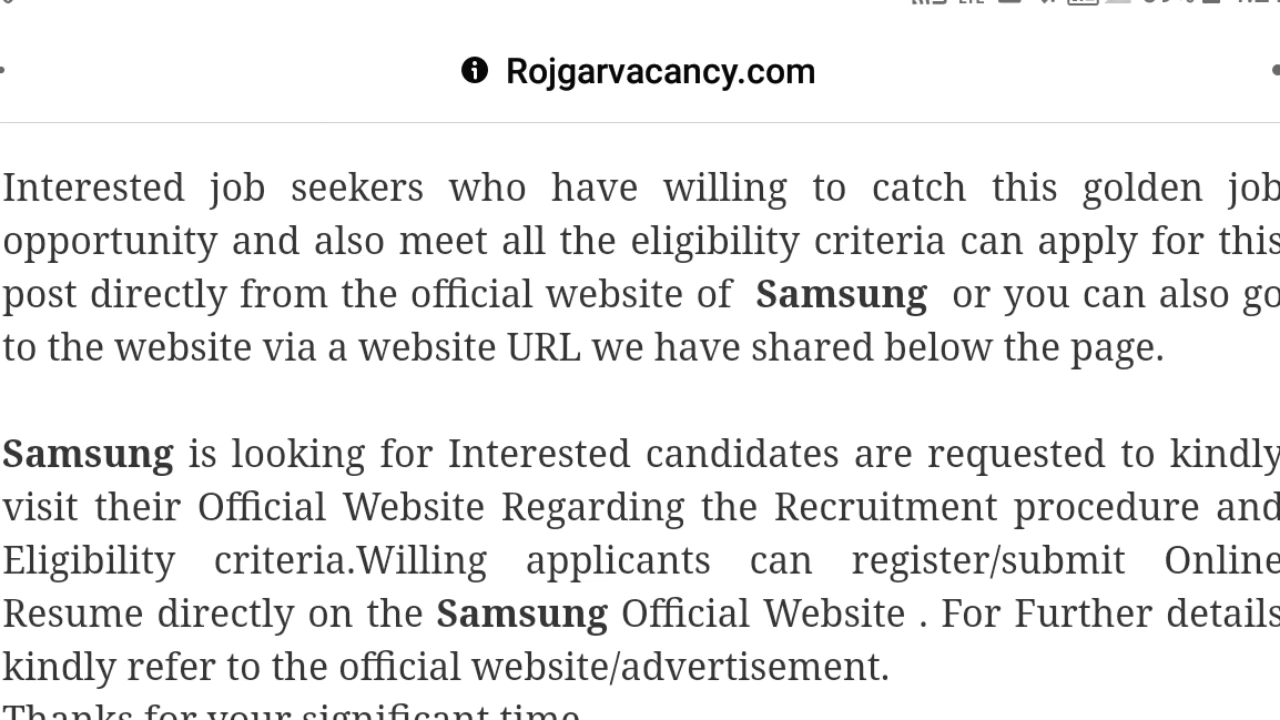 Rojgarvacancy.com
Interested job seekers who have willing to catch this golden job
opportunity and also meet all the eligibility criteria can apply for this
post directly from the official website of Samsung or you can also go
to the website via a website URL we have shared below the page.
Samsung is looking for Interested candidates are requested to kindly
visit their Official Website Regarding the Recruitment procedure and
Eligibility criteria.Willing applicants can register/submit Online
Resume directly on the Samsung Official Website . For Further details
kindly refer to the official website/advertisement.
Thanks for your significant time